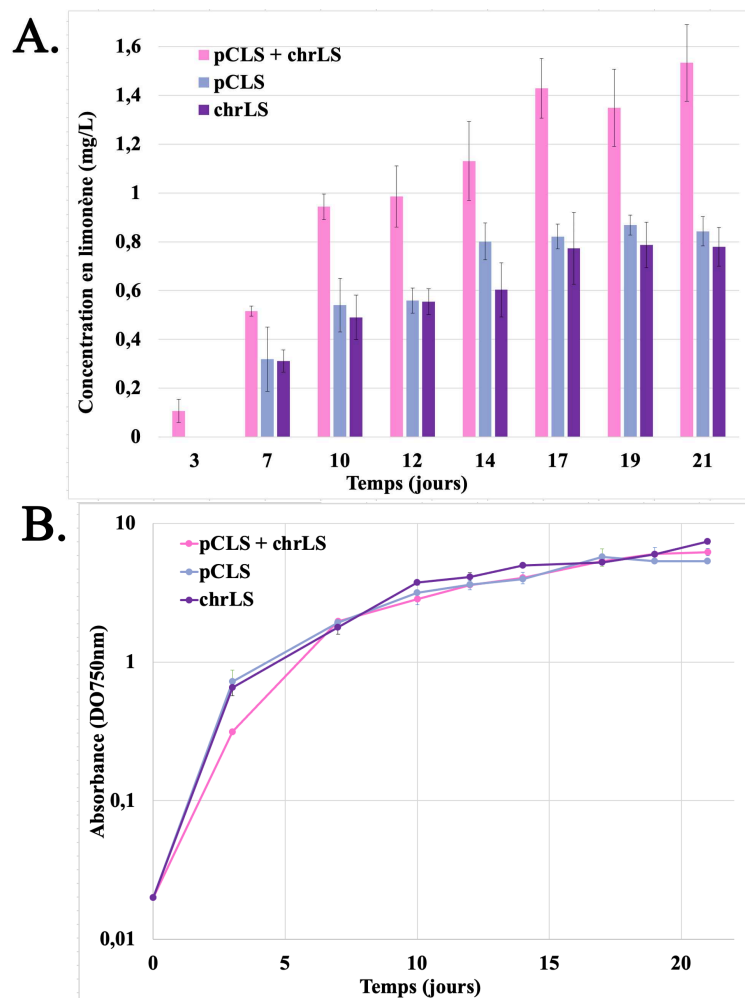 A.
1,6
1,4
1,2
1
0,8
0,6
0,4
0,2
0
Concentration en limonène (mg/L)
pCLS + chrLS
pCLS
chrLS
3 7 10 12 14 17 19 21
Temps (jours)
B.
10
1
0,1
0,01
Absorbance (DO750nm)
pCLS + chrLS
pCLS
chrLS
0 5 10 15 20
Temps (jours)